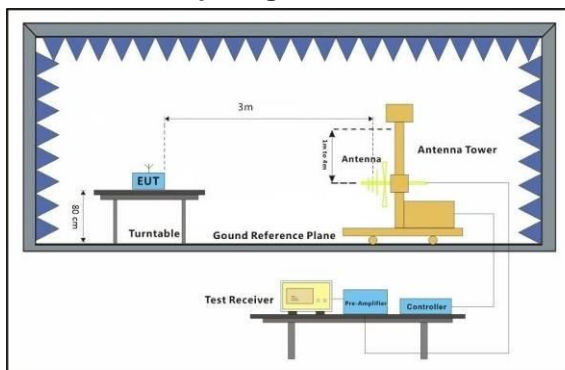 3m
1m to 4m
Antenna
Antenna Tower
EUT
80 cm
Turntable
Gound Reference Plane
Test Receiver
Pre-Amplifier
Controller